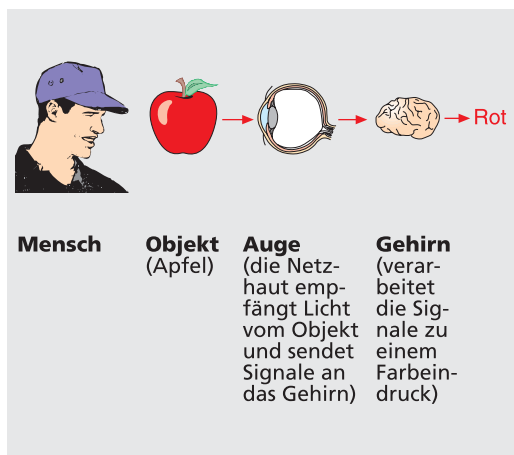 Rot
Mensch
Objekt
(Apfel)
Auge
(die Netz-
haut emp-
fängt Licht
vom Objekt
und sendet
Signale an
das Gehirn)
Gehirn
(verar-
beitet
die Sig-
nale zu
einem
Farbein-
druck)